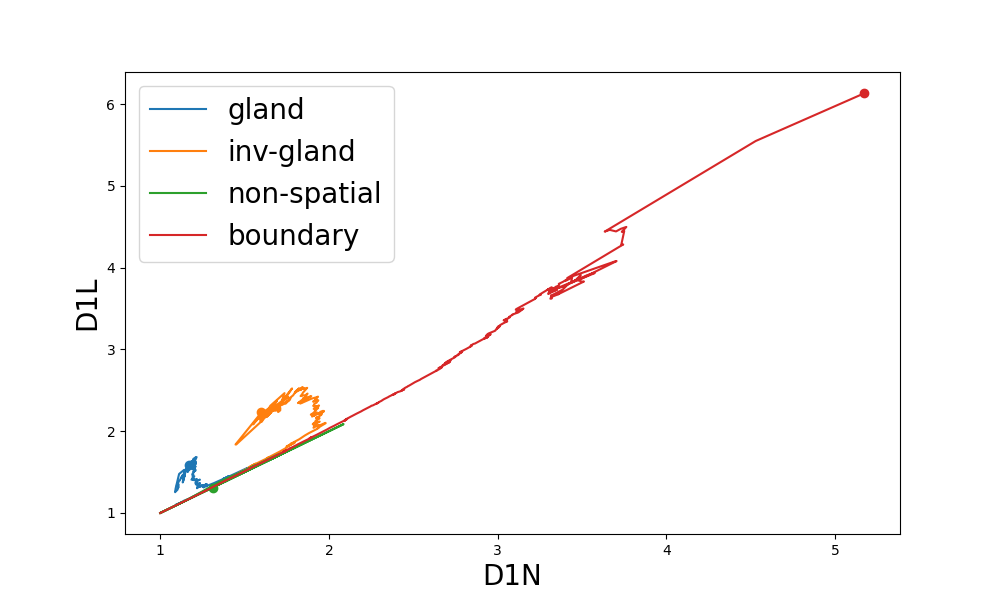 gland
inv-gland
non-spatial
boundary
6
5
4
3
2
1
D1L
1 2 3 4 5
D1N